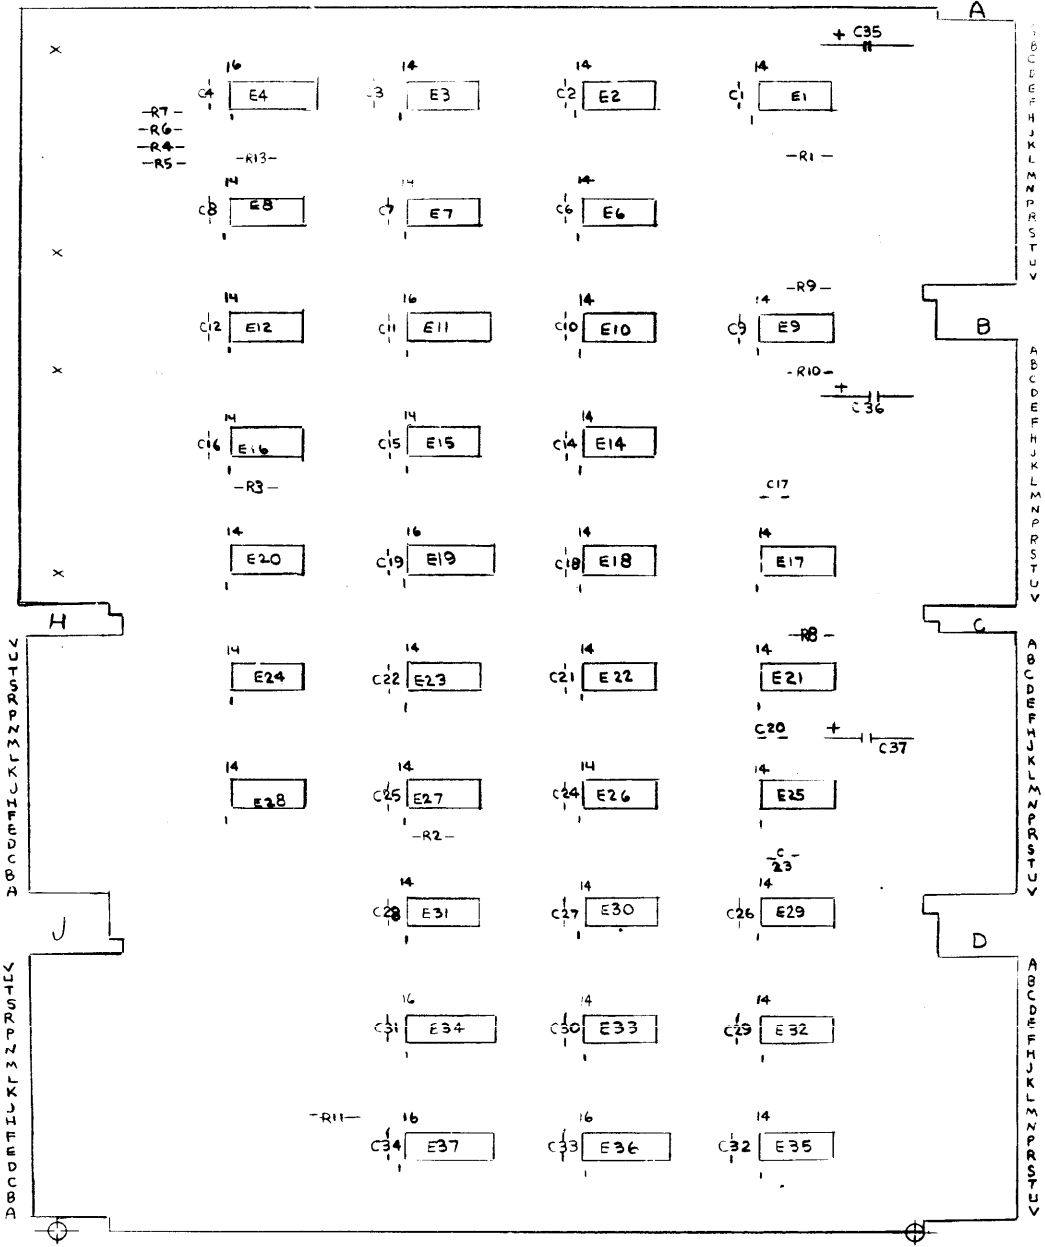 A
+ C35
16 14 14 14
C4 E4 C3 E3 C2 E2 C1 E1
-R7-
-R6-
-R4-
-R5- -R13- -R1-
14 14 14
C8 E8 C7 E7 C6 E6
-R9-
14 16 14 14
C12 E12 C11 E11 C10 E10 C9 E9
B
-R10-
+
C36
14 14 14
C16 E16 C15 E15 C14 E14
-R3- C17
14 16 14 14
E20 C19 E19 C18 E18 E17
H C
-R8-
14 14 14 14
E24 C22 E23 C21 E22 E21
C20 + C37
14 14 14 14
E28 C25 E27 C24 E26 E25
-R2-
C
23
14 14 14
C28 E31 C27 E30 C26 E29
J D
16 14 14
C31 E34 C30 E33 C29 E32
-R11-
16 16 14
C34 E37 C33 E36 C32 E35
B
C
D
E
F
H
J
K
L
M
N
P
R
S
T
U
V
A
B
C
D
E
F
H
J
K
L
M
N
P
R
S
T
U
V
A
B
C
D
E
F
H
J
K
L
M
N
P
R
S
T
U
V
A
B
C
D
E
F
H
J
K
L
M
N
P
R
S
T
U
V
V
U
T
S
R
P
N
M
L
K
J
H
F
E
D
C
B
A
V
U
T
S
R
P
N
M
L
K
J
H
F
E
D
C
B
A